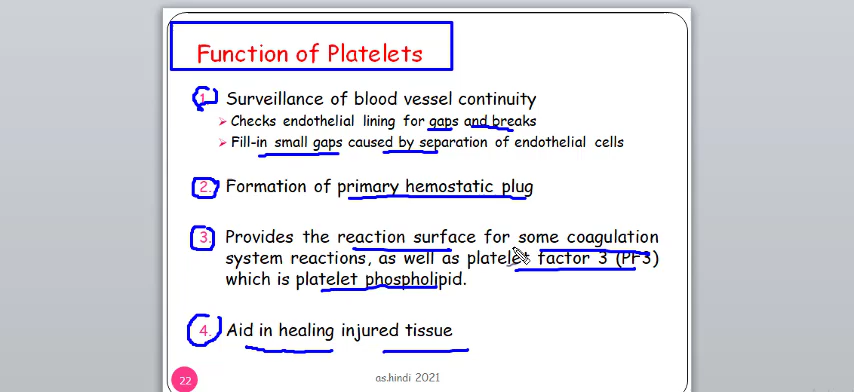 Function of Platelets
1. Surveillance of blood vessel continuity
➢ Checks endothelial lining for gaps and breaks
➢ Fill-in small gaps caused by separation of endothelial cells
2. Formation of primary hemostatic plug
3. Provides the reaction surface for some coagulation
system reactions, as well as platelet factor 3 (PF3)
which is platelet phospholipid.
4. Aid in healing injured tissue
22
as.hindi 2021